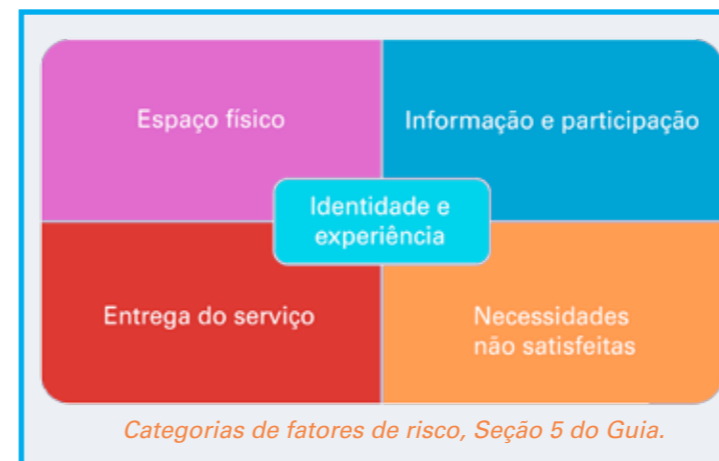 Espaço físico
Informação e participação
Identidade e
experiência
Entrega do serviço
Necessidades
não satisfeitas
Categorias de fatores de risco, Seção 5 do Guia.